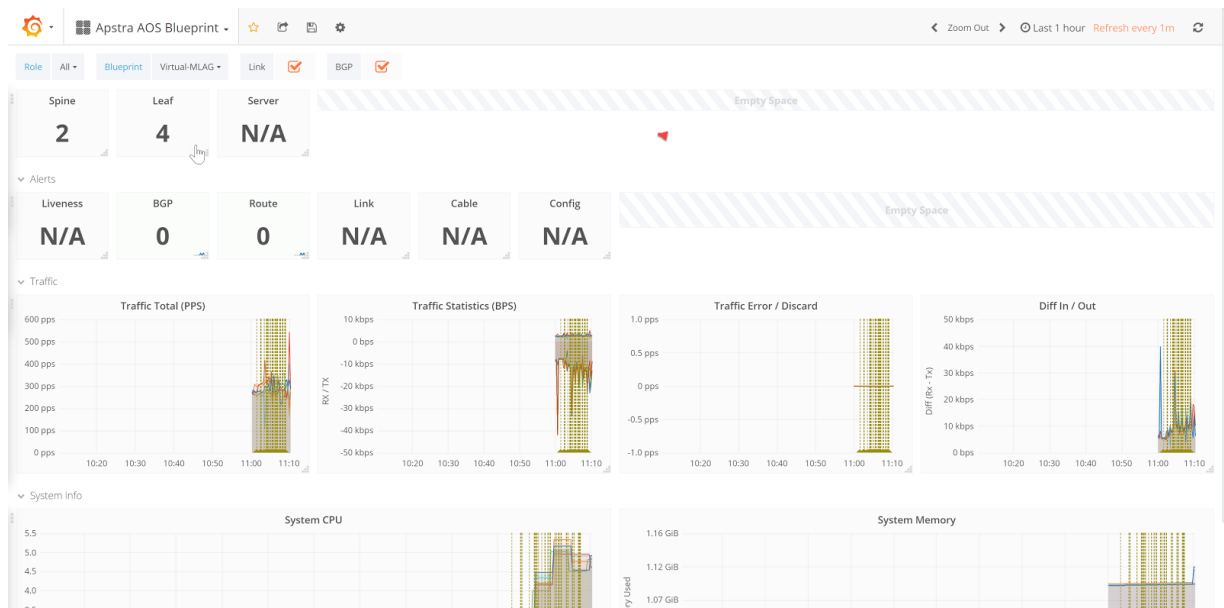 Apstra AOS Blueprint
Zoom Out
Last 1 hour Refresh every 1m
Role All Blueprint Virtual-MLAG Link BGP
Spine Leaf Server
2 4 N/A
Empty Space
Alerts
Liveness BGP Route Link Cable Config
N/A 0 0 N/A N/A N/A
Empty Space
Traffic
Traffic Total (PPS)
600 pps
500 pps
400 pps
300 pps
200 pps
100 pps
0 pps
10:20 10:30 10:40 10:50 11:00 11:10
Traffic Statistics (BPS)
RX / TX
10 kbps
0 bps
-10 kbps
-20 kbps
-30 kbps
-40 kbps
-50 kbps
10:20 10:30 10:40 10:50 11:00 11:10
Traffic Error / Discard
1.0 pps
0.5 pps
0 pps
-0.5 pps
-1.0 pps
10:20 10:30 10:40 10:50 11:00 11:10
Diff In / Out
Diff (Rx - Tx)
50 kbps
40 kbps
30 kbps
20 kbps
10 kbps
0 bps
10:20 10:30 10:40 10:50 11:00 11:10
System info
System CPU
5.5
5.0
4.5
4.0
System Memory
ry Used
1.16 GiB
1.12 GiB
1.07 GiB